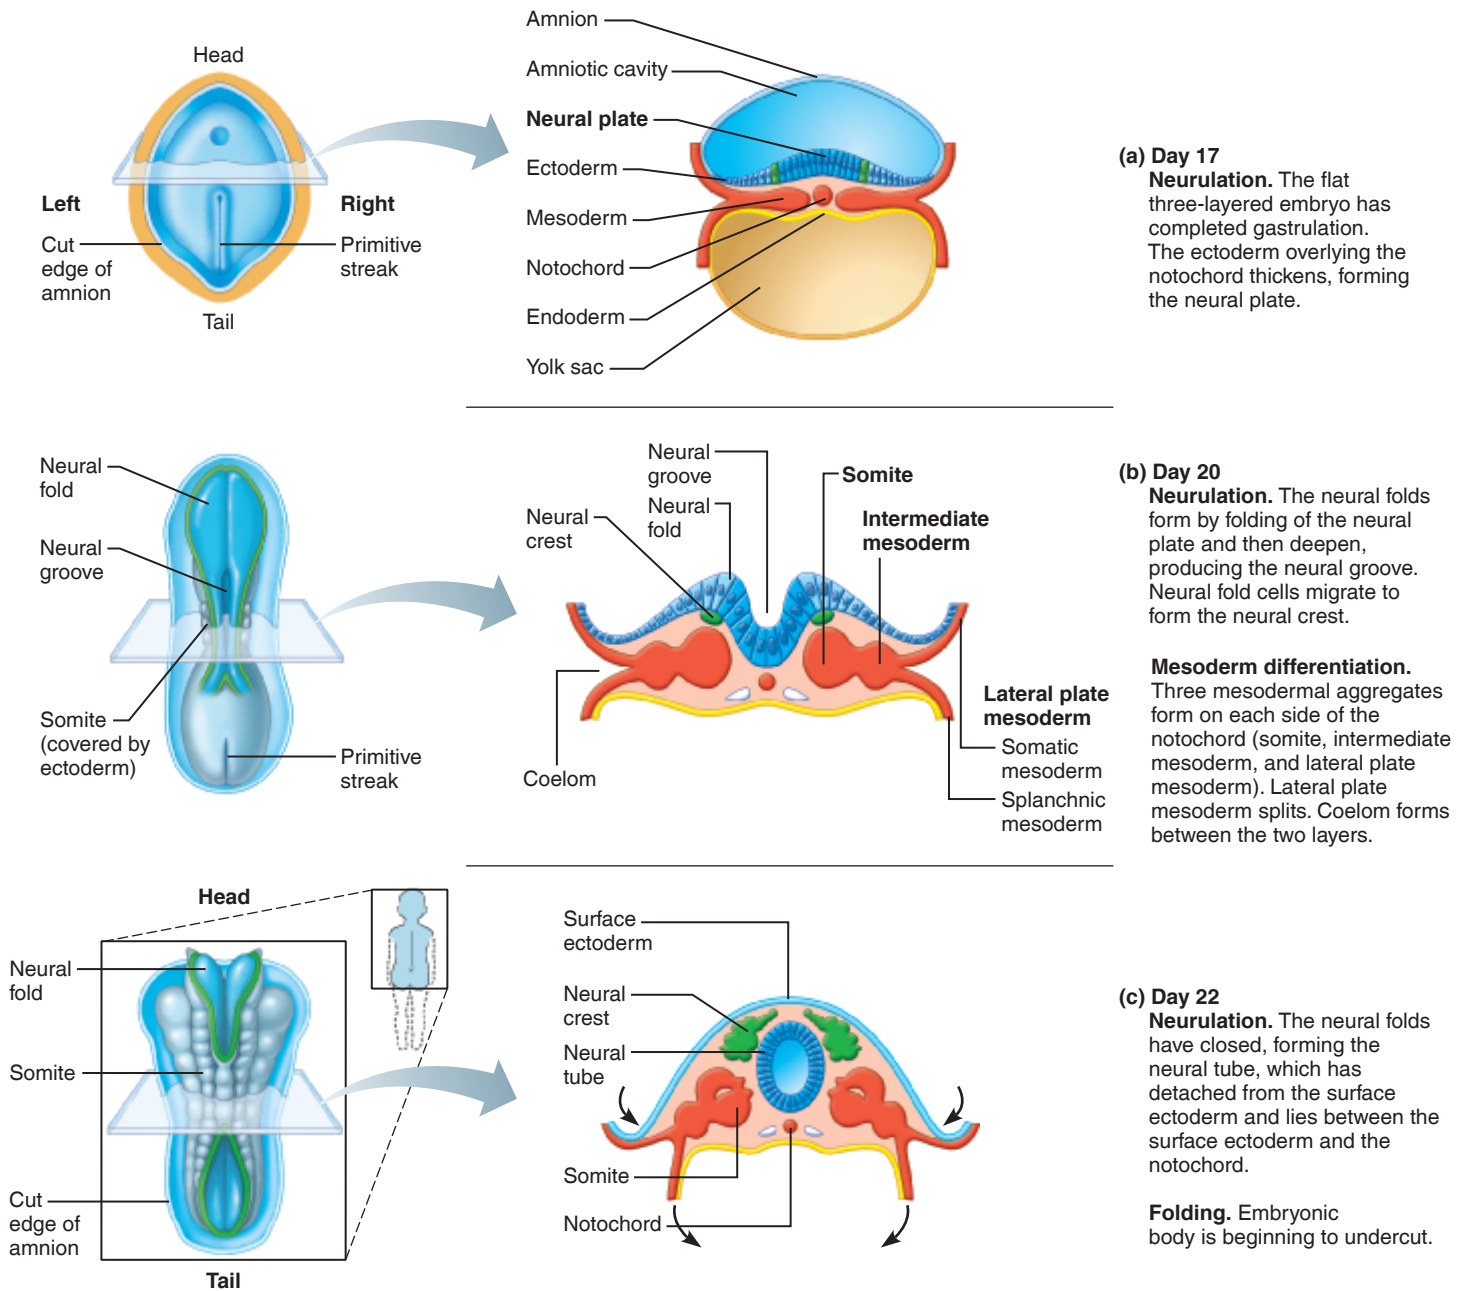 Head
Left
Right
Cut
edge of
amnion
Primitive
streak
Tail
Amnion
Amniotic cavity
Neural plate
Ectoderm
Mesoderm
Notochord
Endoderm
Yolk sac
(a) Day 17
Neurulation. The flat
three-layered embryo has
completed gastrulation.
The ectoderm overlying the
notochord thickens, forming
the neural plate.
Neural
fold
Neural
groove
Somite
(covered by
ectoderm)
Primitive
streak
Neural
groove
Neural
fold
Neural
crest
Somite
Intermediate
mesoderm
Coelom
Lateral plate
mesoderm
Somatic
mesoderm
Splanchnic
mesoderm
(b) Day 20
Neurulation. The neural folds
form by folding of the neural
plate and then deepen,
producing the neural groove.
Neural fold cells migrate to
form the neural crest.
Mesoderm differentiation.
Three mesodermal aggregates
form on each side of the
notochord (somite, intermediate
mesoderm, and lateral plate
mesoderm). Lateral plate
mesoderm splits. Coelom forms
between the two layers.
Head
Neural
fold
Somite
Cut
edge of
amnion
Tail
Surface
ectoderm
Neural
crest
Neural
tube
Somite
Notochord
(c) Day 22
Neurulation. The neural folds
have closed, forming the
neural tube, which has
detached from the surface
ectoderm and lies between the
surface ectoderm and the
notochord.
Folding. Embryonic
body is beginning to undercut.